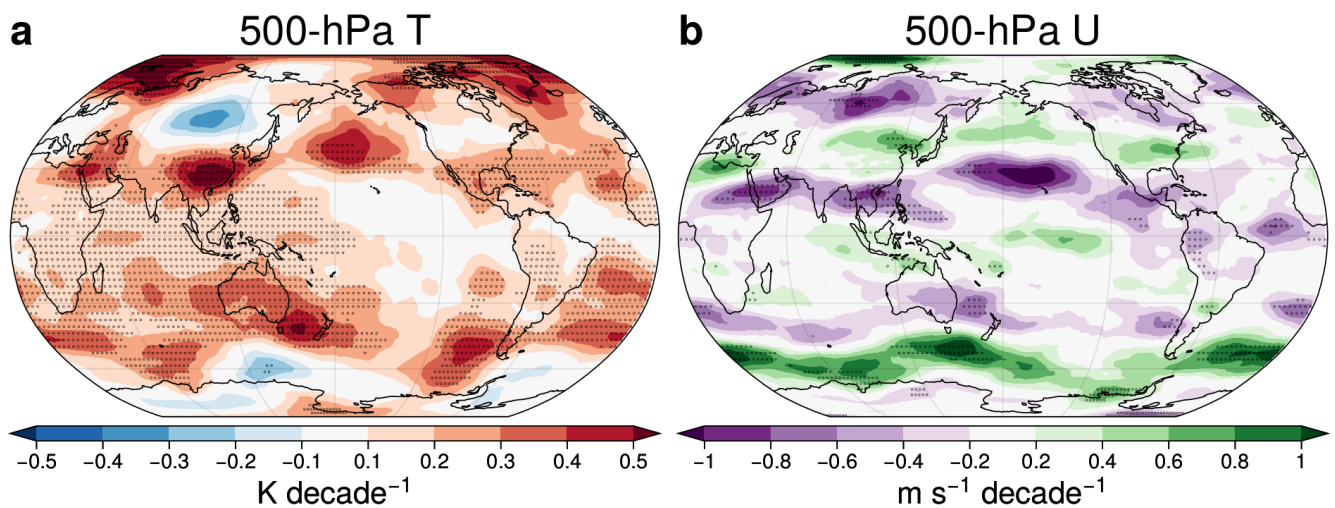 a 500-hPa T
b 500-hPa U
−0.5 −0.4 −0.3 −0.2 −0.1 0.1 0.2 0.3 0.4 0.5
K decade⁻¹
−1 −0.8 −0.6 −0.4 −0.2 0.2 0.4 0.6 0.8 1
m s⁻¹ decade⁻¹